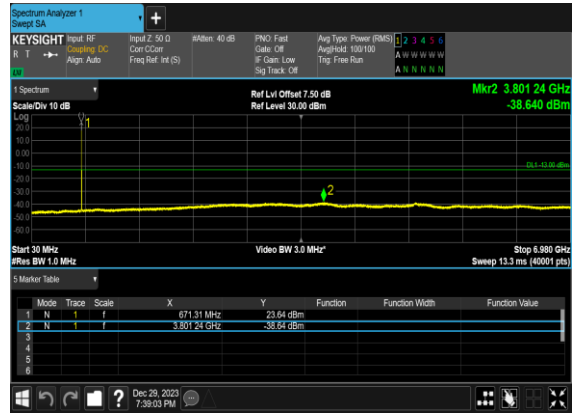 Spectrum Analyzer 1
Swept SA
+
KEYSIGHT Input: RF Input Z: 50 Ω #Atten: 40 dB PNO: Fast Avg Type: Power (RMS) 1 2 3 4 5 6
R T Coupling: DC Corr CCorr Gate: Off Avg|Hold: 100/100 A W W W W W
Align: Auto Freq Ref: Int (S) IF Gain: Low Trig: Free Run
Sig Track: Off A N N N N N
1 Spectrum Ref Lvl Offset 7.50 dB Mkr2 3.801 24 GHz
Scale/Div 10 dB Ref Level 30.00 dBm -38.640 dBm
Log
20.0
10.0
0.00
-10.0
-20.0
-30.0
-40.0
-50.0
-60.0
1
DL1 -13.00 dBm
2
Start 30 MHz Video BW 3.0 MHz* Stop 6.980 GHz
#Res BW 1.0 MHz Sweep 13.3 ms (40001 pts)
5 Marker Table
Mode Trace Scale X Y Function Function Width Function Value
1 N 1 f 671.31 MHz 23.64 dBm
2 N 1 f 3.801 24 GHz -38.64 dBm
3
4
5
6
? Dec 29, 2023
7:39:03 PM